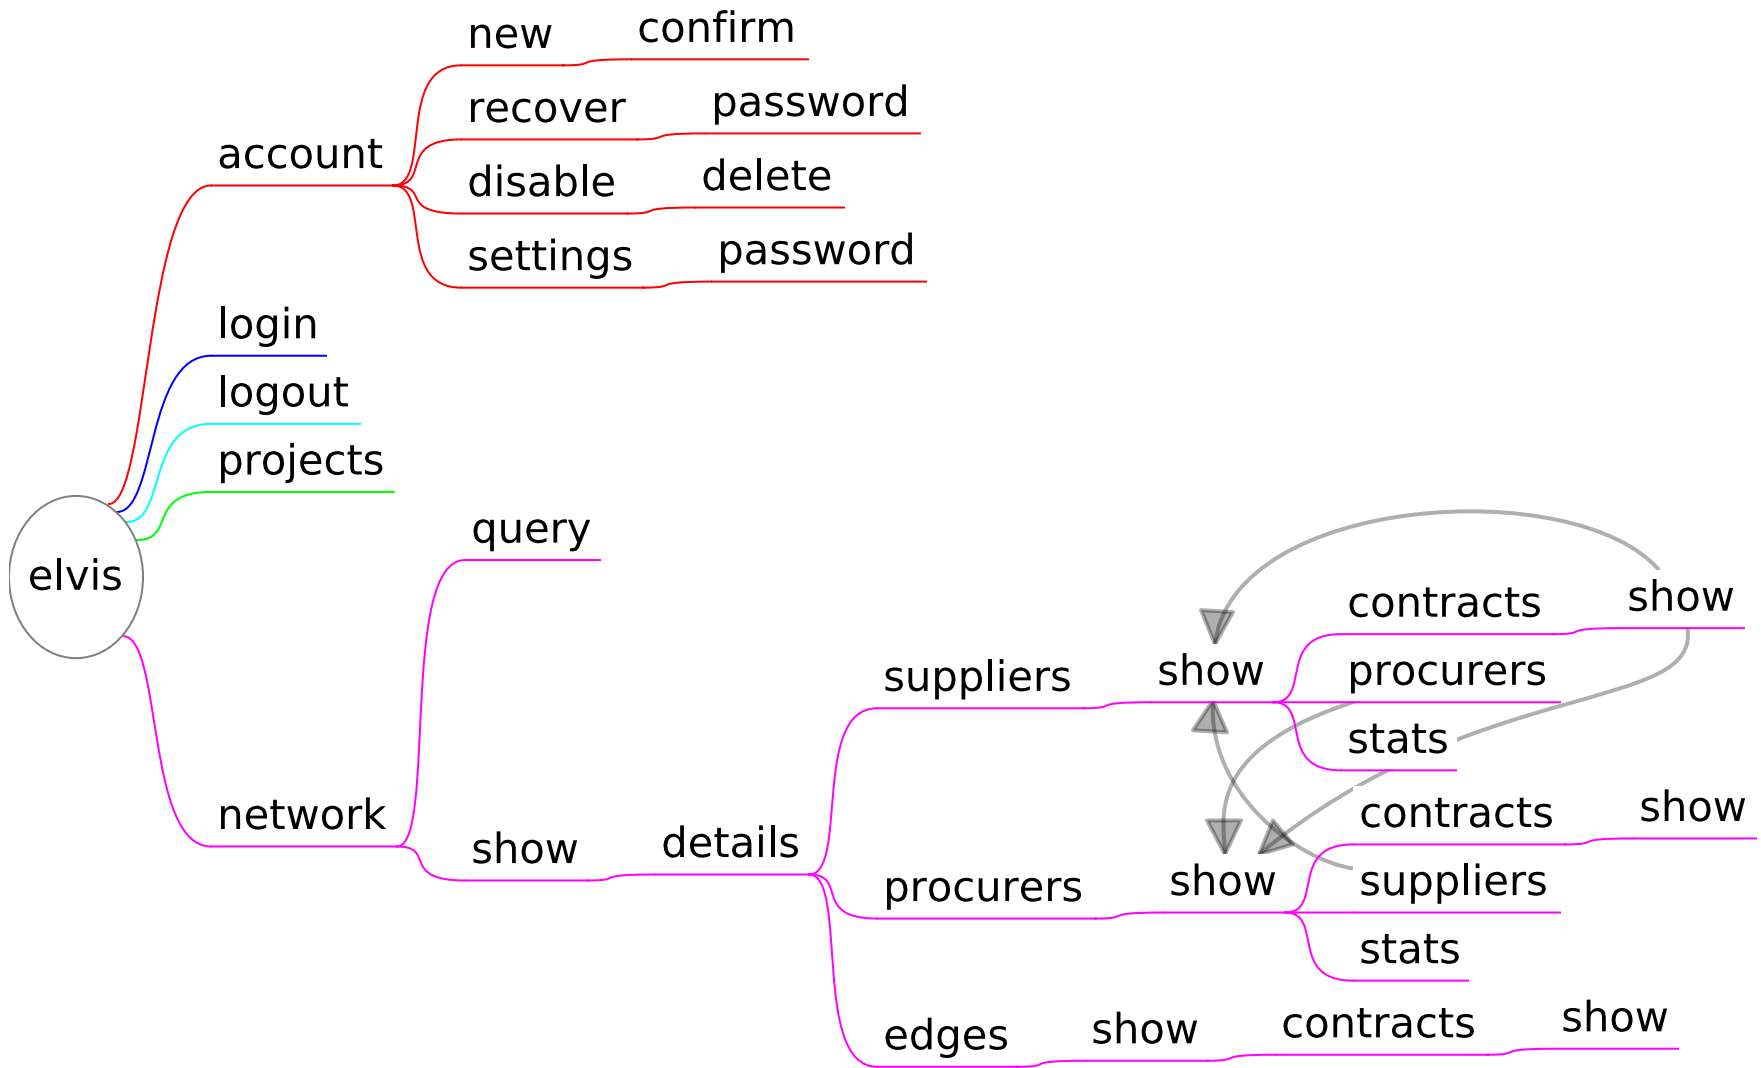 elvis
account
new
confirm
recover
password
disable
delete
settings
password
login
logout
projects
network
query
show
details
suppliers
show
contracts
show
procurers
stats
procurers
show
contracts
show
suppliers
stats
edges
show
contracts
show